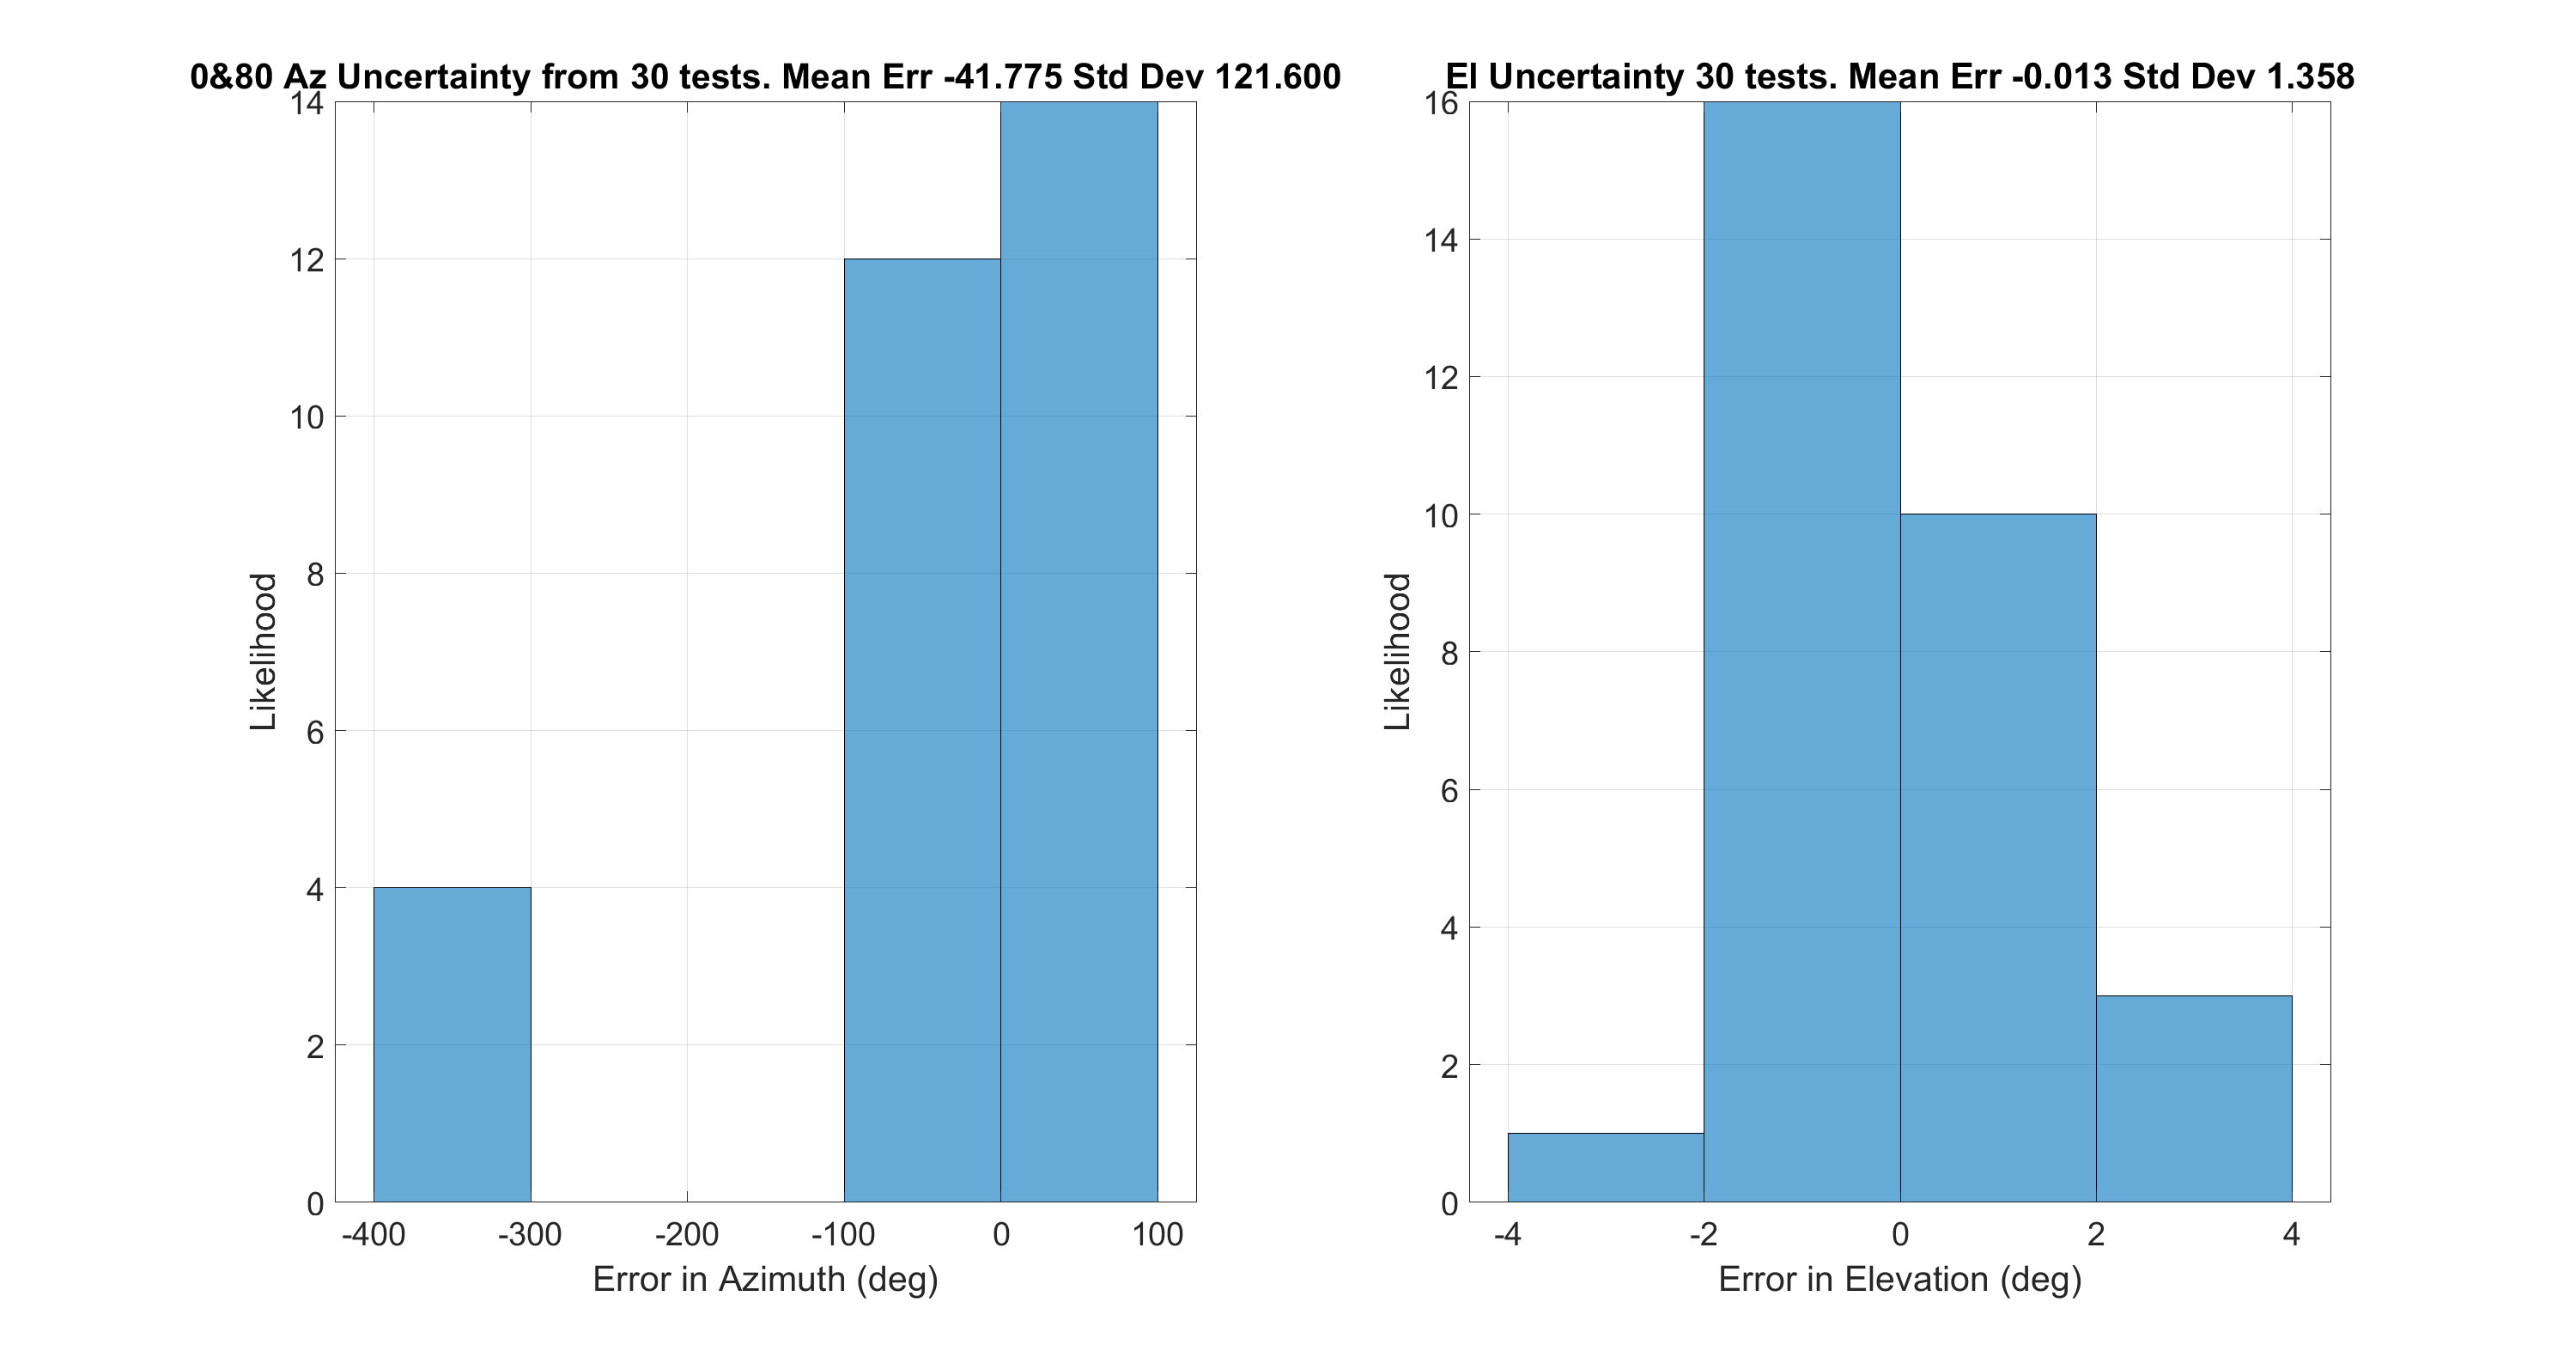 0&80 Az Uncertainty from 30 tests. Mean Err -41.775 Std Dev 121.600
14
12
10
8
6
4
2
0
Likelihood
-400 -300 -200 -100 0 100
Error in Azimuth (deg)
El Uncertainty 30 tests. Mean Err -0.013 Std Dev 1.358
16
14
12
10
8
6
4
2
0
Likelihood
-4 -2 0 2 4
Error in Elevation (deg)